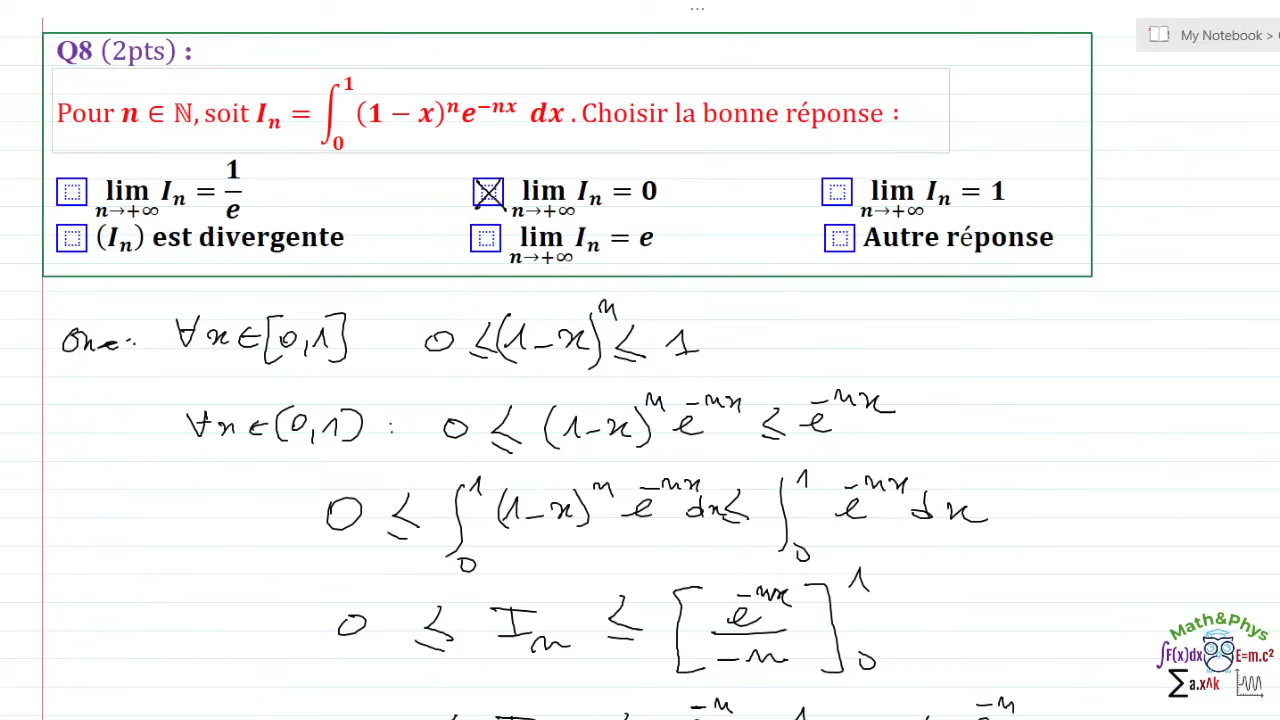 ...
My Notebook >
Q8 (2pts) :
Pour n ∈ ℕ, soit Iₙ = ∫₀¹ (1 − x)ⁿe⁻ⁿˣ dx . Choisir la bonne réponse :
lim n→+∞ Iₙ = 1/e
lim n→+∞ Iₙ = 0
lim n→+∞ Iₙ = 1
(Iₙ) est divergente
lim n→+∞ Iₙ = e
Autre réponse
On a : ∀x∈[0,1] 0 ≤ (1−x)ⁿ ≤ 1
∀x∈(0,1) : 0 ≤ (1−x)ⁿ e⁻ⁿˣ ≤ e⁻ⁿˣ
0 ≤ ∫₀¹ (1−x)ⁿ e⁻ⁿˣ dx ≤ ∫₀¹ e⁻ⁿˣ dx
0 ≤ Iₙ ≤ [e⁻ⁿˣ/−n]₀¹
Math&Phys
∫F(x)dx E=m.c²
∑a.x^k